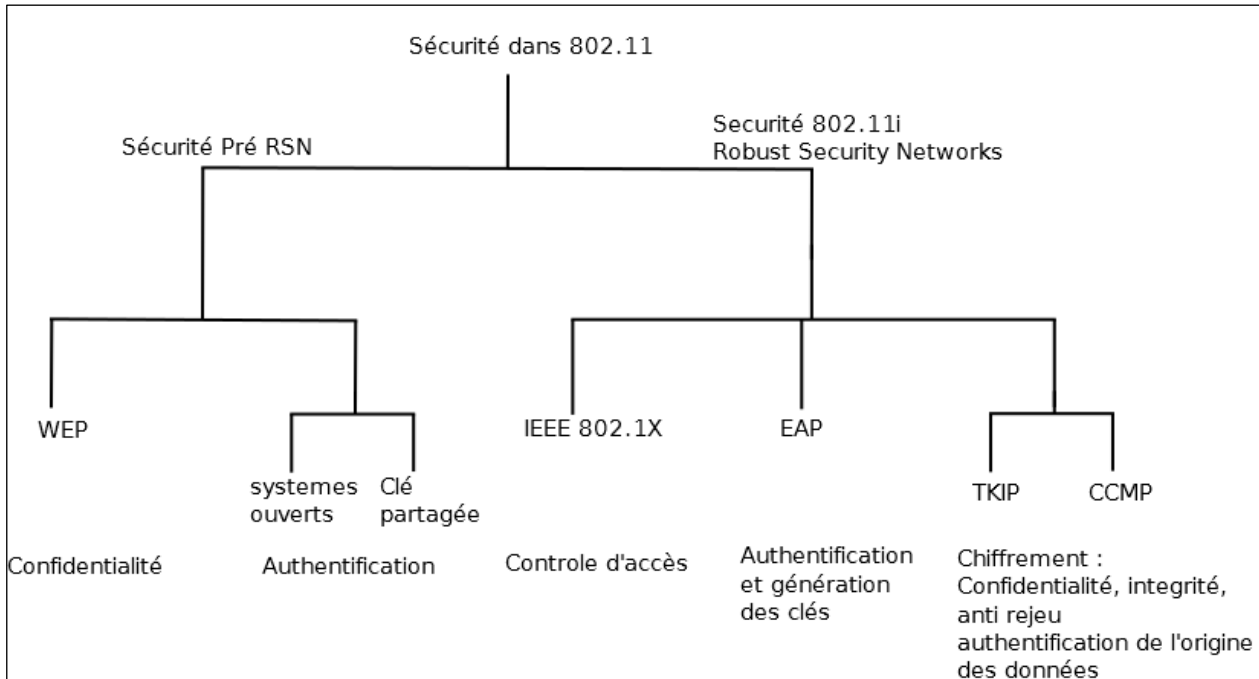 Sécurité dans 802.11
Sécurité Pré RSN
Securité 802.11i
Robust Security Networks
WEP
systemes
ouverts
Clé
partagée
IEEE 802.1X
EAP
TKIP
CCMP
Confidentialité
Authentification
Controle d'accès
Authentification
et génération
des clés
Chiffrement :
Confidentialité, integrité,
anti rejeu
authentification de l'origine
des données